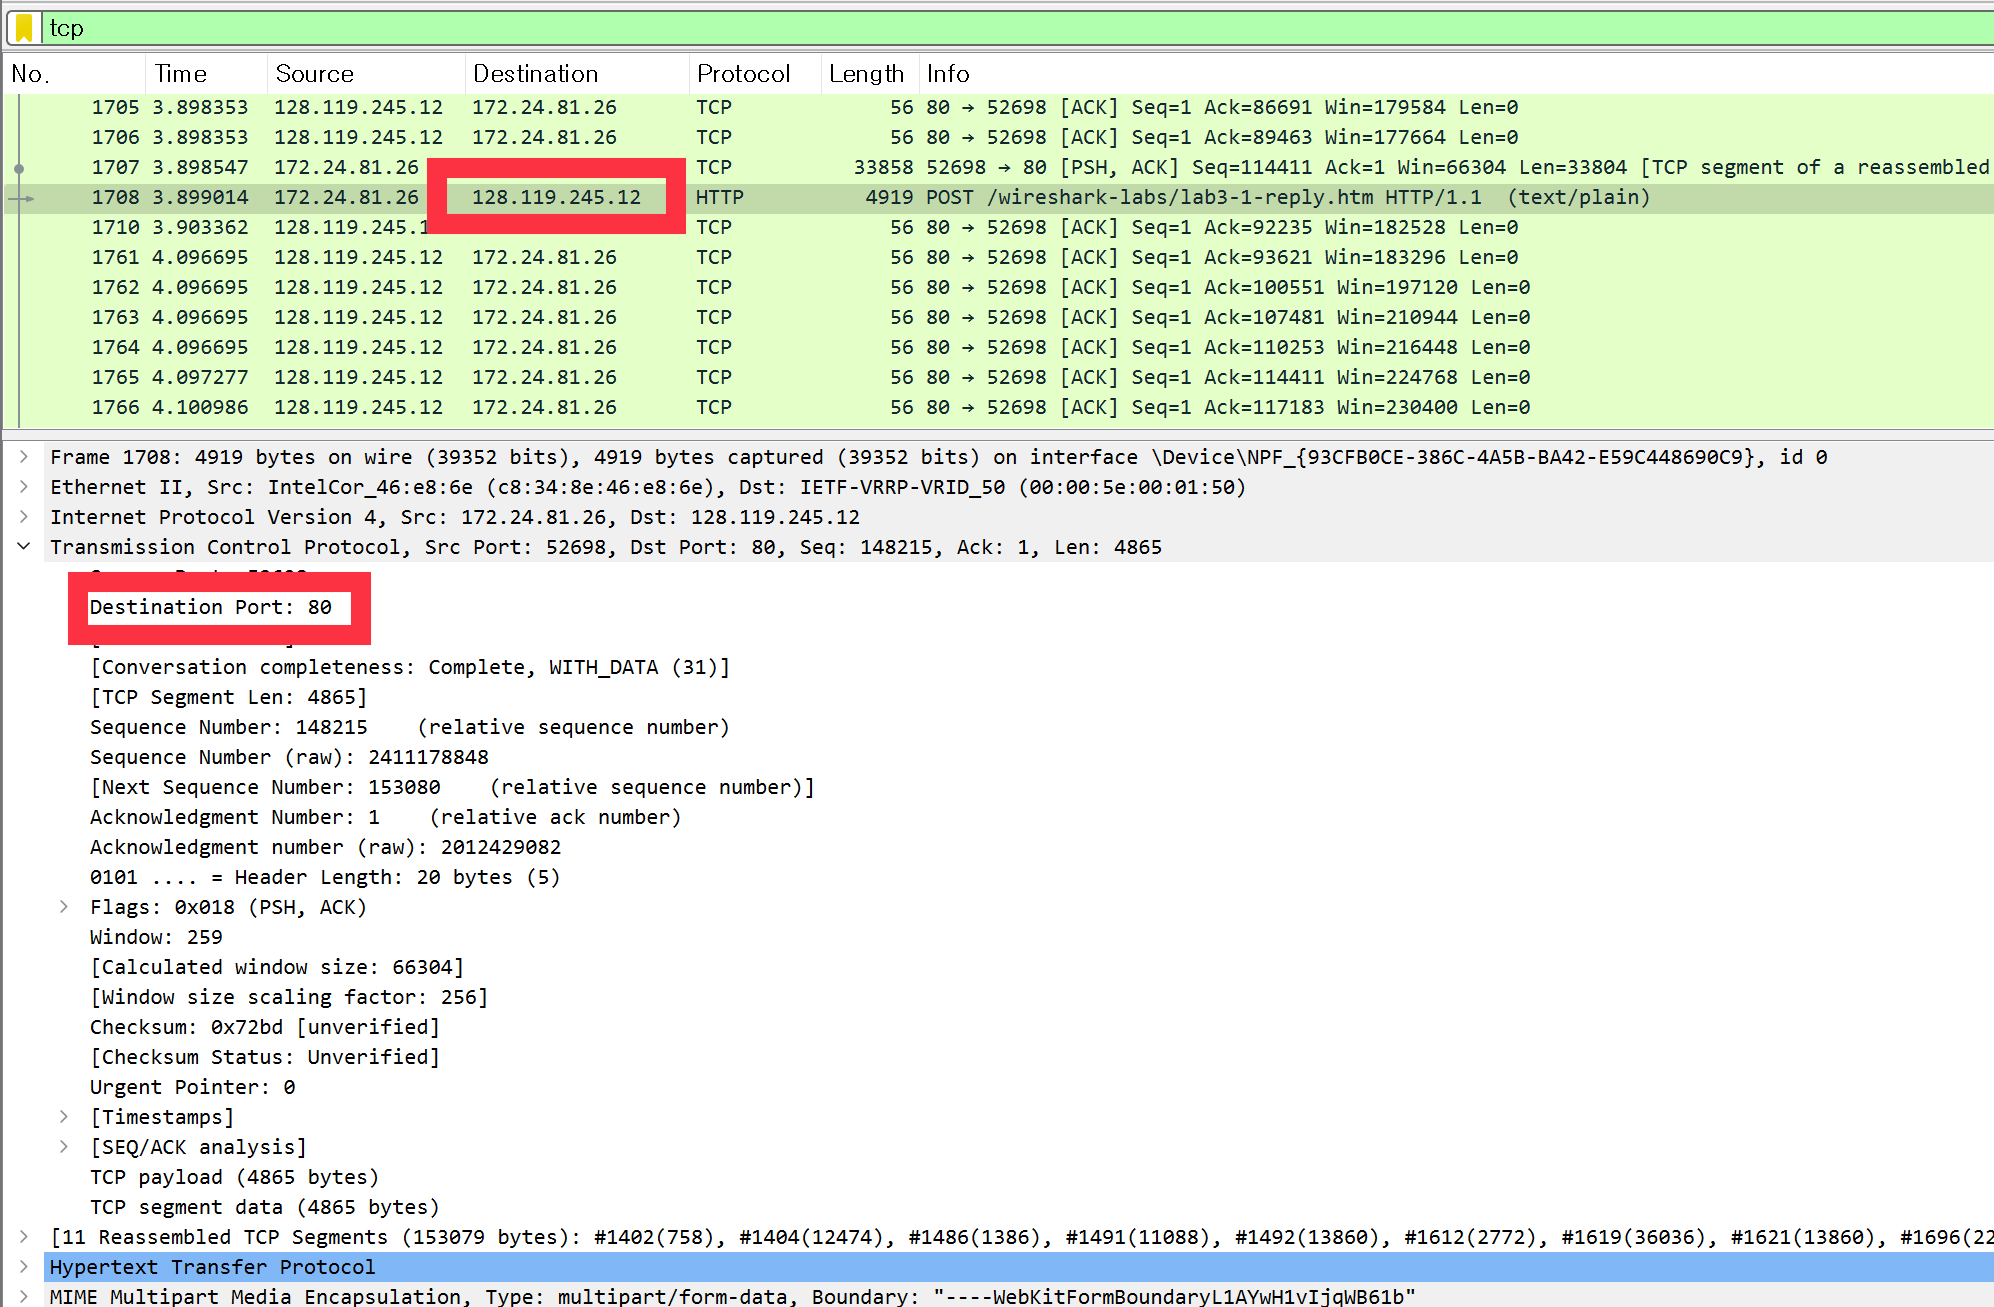 tcp
No. Time Source Destination Protocol Length Info
1705 3.898353 128.119.245.12 172.24.81.26 TCP 56 80 → 52698 [ACK] Seq=1 Ack=86691 Win=179584 Len=0
1706 3.898353 128.119.245.12 172.24.81.26 TCP 56 80 → 52698 [ACK] Seq=1 Ack=89463 Win=177664 Len=0
1707 3.898547 172.24.81.26 TCP 33858 52698 → 80 [PSH, ACK] Seq=114411 Ack=1 Win=66304 Len=33804 [TCP segment of a reassembled
1708 3.899014 172.24.81.26 128.119.245.12 HTTP 4919 POST /wireshark-labs/lab3-1-reply.htm HTTP/1.1 (text/plain)
1710 3.903362 128.119.245.1 TCP 56 80 → 52698 [ACK] Seq=1 Ack=92235 Win=182528 Len=0
1761 4.096695 128.119.245.12 172.24.81.26 TCP 56 80 → 52698 [ACK] Seq=1 Ack=93621 Win=183296 Len=0
1762 4.096695 128.119.245.12 172.24.81.26 TCP 56 80 → 52698 [ACK] Seq=1 Ack=100551 Win=197120 Len=0
1763 4.096695 128.119.245.12 172.24.81.26 TCP 56 80 → 52698 [ACK] Seq=1 Ack=107481 Win=210944 Len=0
1764 4.096695 128.119.245.12 172.24.81.26 TCP 56 80 → 52698 [ACK] Seq=1 Ack=110253 Win=216448 Len=0
1765 4.097277 128.119.245.12 172.24.81.26 TCP 56 80 → 52698 [ACK] Seq=1 Ack=114411 Win=224768 Len=0
1766 4.100986 128.119.245.12 172.24.81.26 TCP 56 80 → 52698 [ACK] Seq=1 Ack=117183 Win=230400 Len=0
Frame 1708: 4919 bytes on wire (39352 bits), 4919 bytes captured (39352 bits) on interface \Device\NPF_{93CFB0CE-386C-4A5B-BA42-E59C448690C9}, id 0
Ethernet II, Src: IntelCor_46:e8:6e (c8:34:8e:46:e8:6e), Dst: IETF-VRRP-VRID_50 (00:00:5e:00:01:50)
Internet Protocol Version 4, Src: 172.24.81.26, Dst: 128.119.245.12
Transmission Control Protocol, Src Port: 52698, Dst Port: 80, Seq: 148215, Ack: 1, Len: 4865
Destination Port: 80
[Conversation completeness: Complete, WITH_DATA (31)]
[TCP Segment Len: 4865]
Sequence Number: 148215 (relative sequence number)
Sequence Number (raw): 2411178848
[Next Sequence Number: 153080 (relative sequence number)]
Acknowledgment Number: 1 (relative ack number)
Acknowledgment number (raw): 2012429082
0101 .... = Header Length: 20 bytes (5)
Flags: 0x018 (PSH, ACK)
Window: 259
[Calculated window size: 66304]
[Window size scaling factor: 256]
Checksum: 0x72bd [unverified]
[Checksum Status: Unverified]
Urgent Pointer: 0
[Timestamps]
[SEQ/ACK analysis]
TCP payload (4865 bytes)
TCP segment data (4865 bytes)
[11 Reassembled TCP Segments (153079 bytes): #1402(758), #1404(12474), #1486(1386), #1491(11088), #1492(13860), #1612(2772), #1619(36036), #1621(13860), #1696(22
Hypertext Transfer Protocol
MIME Multipart Media Encapsulation, Type: multipart/form-data, Boundary: "----WebKitFormBoundaryL1AYwH1vIjqWB61b"